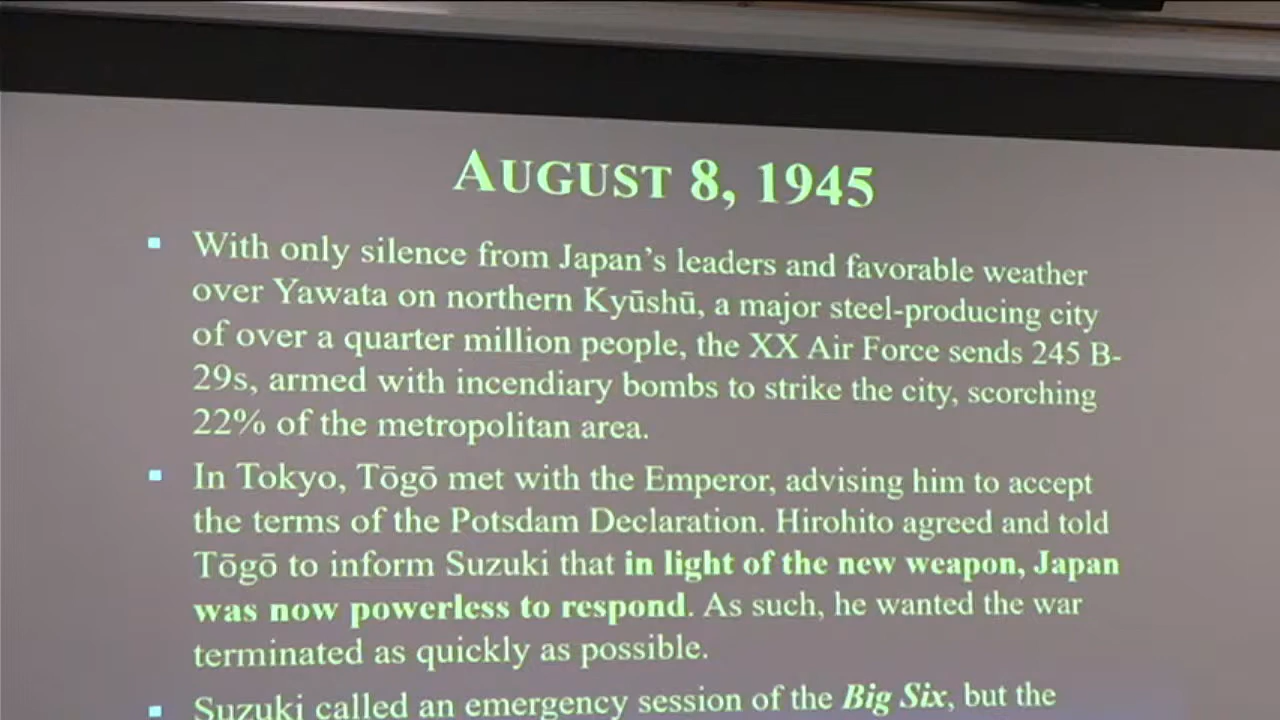 AUGUST 8, 1945
▪ With only silence from Japan's leaders and favorable weather
over Yawata on northern Kyūshū, a major steel-producing city
of over a quarter million people, the XX Air Force sends 245 B-
29s, armed with incendiary bombs to strike the city, scorching
22% of the metropolitan area.
▪ In Tokyo, Tōgō met with the Emperor, advising him to accept
the terms of the Potsdam Declaration. Hirohito agreed and told
Tōgō to inform Suzuki that in light of the new weapon, Japan
was now powerless to respond. As such, he wanted the war
terminated as quickly as possible.
▪ Suzuki called an emergency session of the Big Six, but the